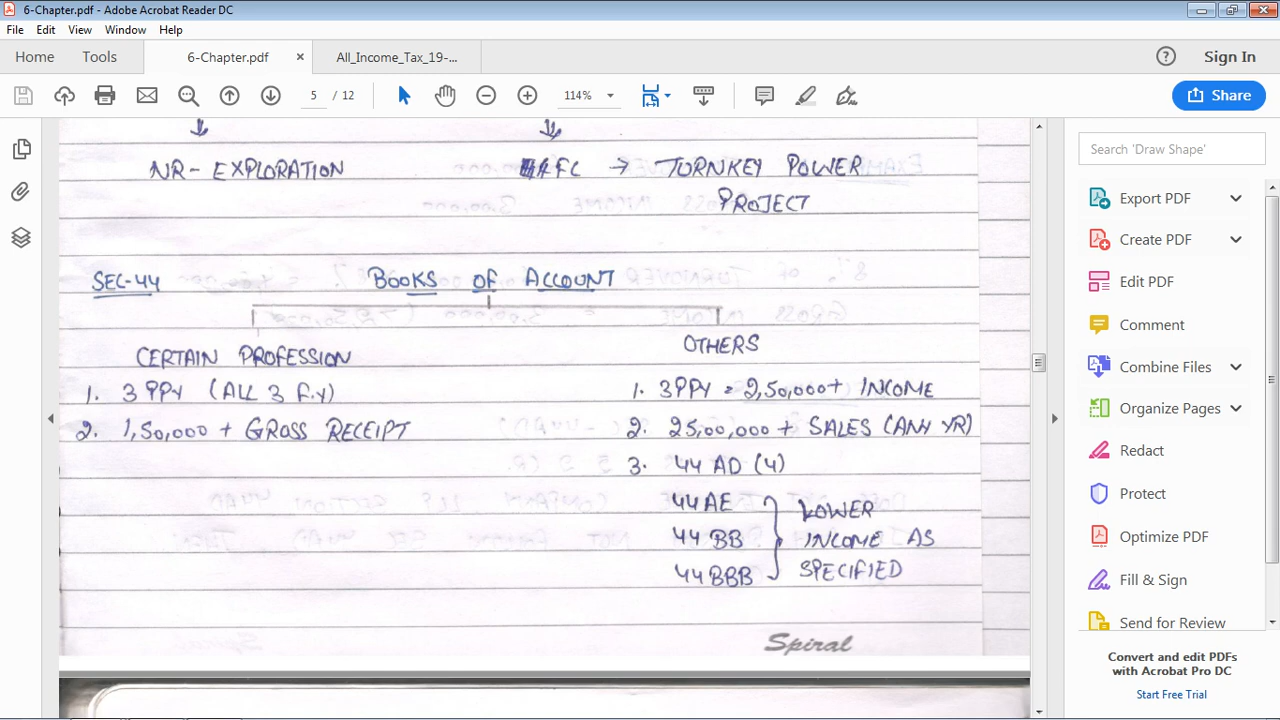 6-Chapter.pdf - Adobe Acrobat Reader DC
File Edit View Window Help
Home Tools 6-Chapter.pdf × All_Income_Tax_19-... ? Sign In
5 / 12 114% Share
NR- EXPLORATION FC → TURNKEY POWER
PROJECT
SEC-44 BOOKS OF ACCOUNT
CERTAIN PROFESSION
1. 3 PPY (ALL 3 F.Y)
2. 1,50,000 + GROSS RECEIPT
OTHERS
1. 3PPY = 2,50,000+ INCOME
2. 25,00,000 + SALES (ANY YR)
3. 44 AD (4)
44 AE
44 BB
44 BBB
LOWER
INCOME AS
SPECIFIED
Spiral
Search 'Draw Shape'
Export PDF
Create PDF
Edit PDF
Comment
Combine Files
Organize Pages
Redact
Protect
Optimize PDF
Fill & Sign
Send for Review
Convert and edit PDFs
with Acrobat Pro DC
Start Free Trial